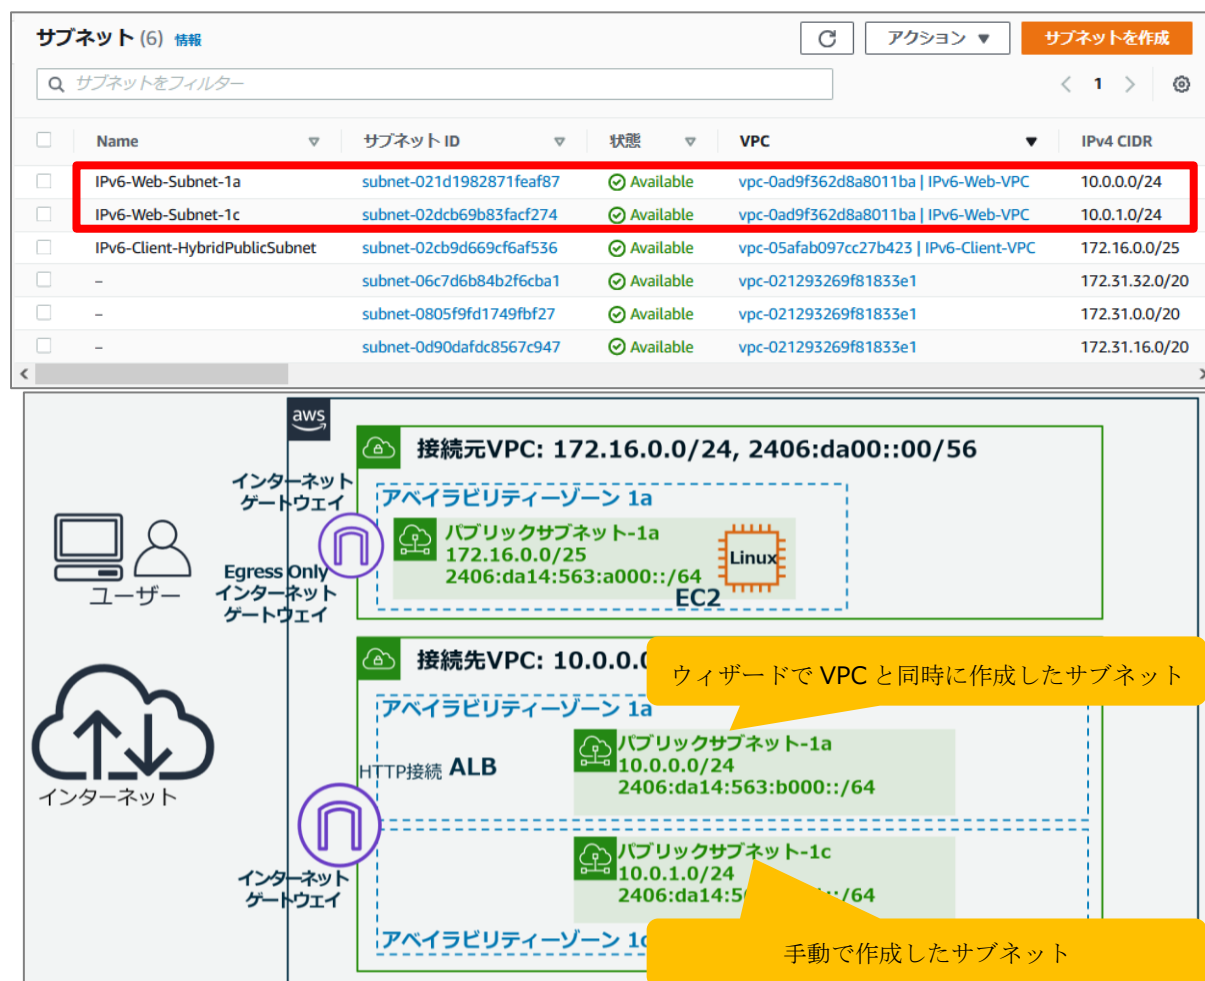 サブネット (6) 情報
アクション ▼
サブネットを作成
サブネットをフィルター
1
Name サブネット ID 状態 VPC IPv4 CIDR
IPv6-Web-Subnet-1a subnet-021d1982871feaf87 Available vpc-0ad9f362d8a8011ba | IPv6-Web-VPC 10.0.0.0/24
IPv6-Web-Subnet-1c subnet-02dcb69b83facf274 Available vpc-0ad9f362d8a8011ba | IPv6-Web-VPC 10.0.1.0/24
IPv6-Client-HybridPublicSubnet subnet-02cb9d669cf6af536 Available vpc-05afab097cc27b423 | IPv6-Client-VPC 172.16.0.0/25
– subnet-06c7d6b84b2f6cba1 Available vpc-021293269f81833e1 172.31.32.0/20
– subnet-0805f9fd1749fbf27 Available vpc-021293269f81833e1 172.31.0.0/20
– subnet-0d90dafdc8567c947 Available vpc-021293269f81833e1 172.31.16.0/20
aws
接続元VPC: 172.16.0.0/24, 2406:da00::00/56
インターネット
ゲートウェイ
アベイラビリティーゾーン 1a
パブリックサブネット-1a
172.16.0.0/25
2406:da14:563:a000::/64
Linux
EC2
ユーザー
Egress Only
インターネット
ゲートウェイ
接続先VPC: 10.0.0.0
ウィザードで VPC と同時に作成したサブネット
アベイラビリティーゾーン 1a
パブリックサブネット-1a
10.0.0.0/24
2406:da14:563:b000::/64
HTTP接続 ALB
インターネット
パブリックサブネット-1c
10.0.1.0/24
2406:da14:5 /64
インターネット
ゲートウェイ
アベイラビリティーゾーン 1c
手動で作成したサブネット